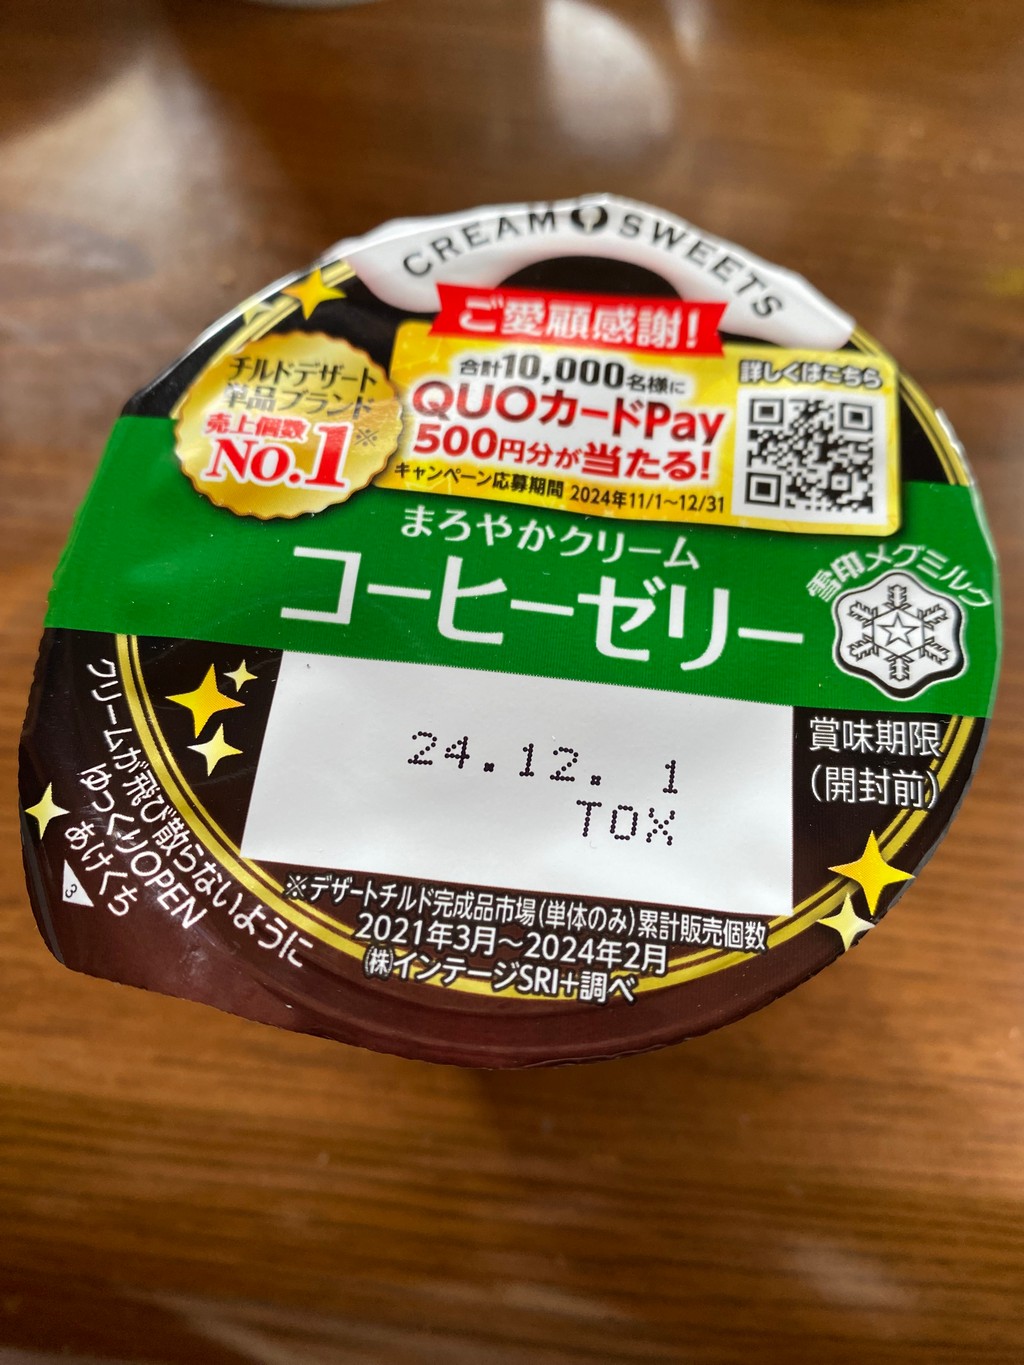 CREAM SWEETS
ご愛顧感謝!
チルドデザート
単品ブランド
売上個数
No.1※
合計10,000名様に
QUOカードPay
500円分が当たる!
キャンペーン応募期間 2024年11/1〜12/31
詳しくはこちら
まろやかクリーム
コーヒーゼリー
雪印メグミルク
24.12. 1
TOX
賞味期限
(開封前)
クリームが飛び散らないように
ゆっくりOPEN
あけくち
3
※デザートチルド完成品市場(単体のみ)累計販売個数
2021年3月〜2024年2月
㈱インテージSRI+調べ